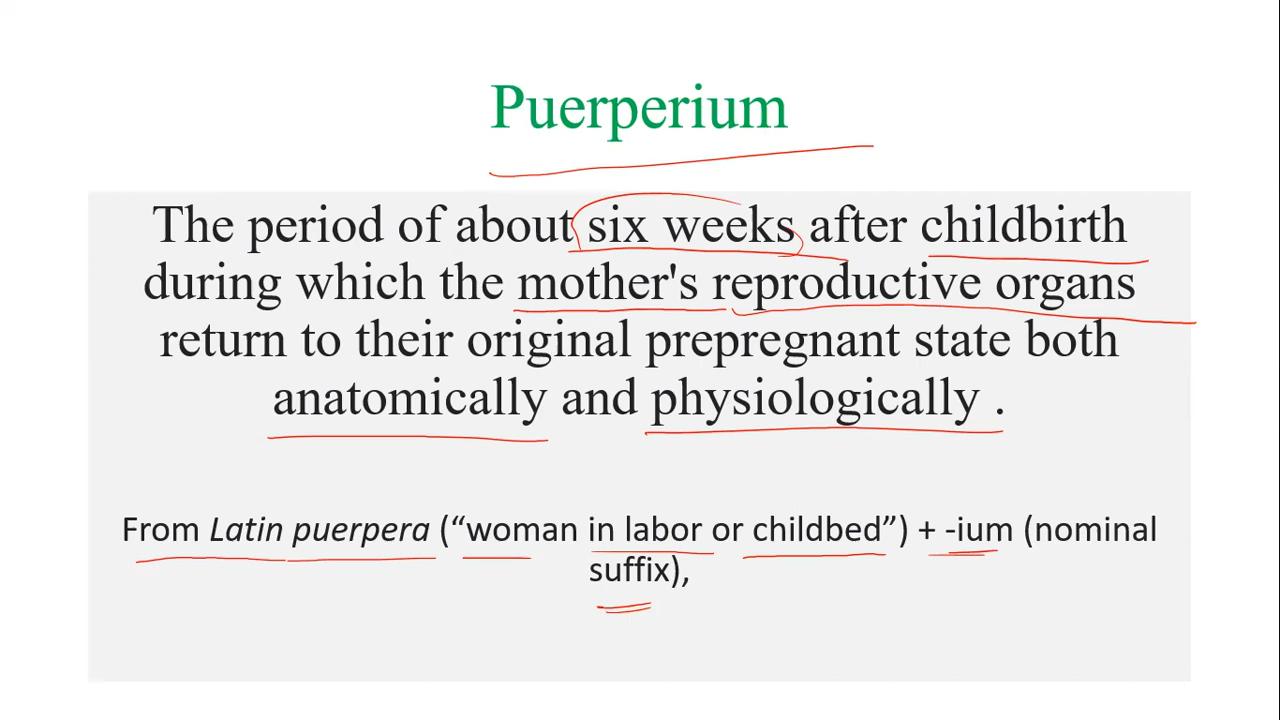 Puerperium
The period of about six weeks after childbirth
during which the mother's reproductive organs
return to their original prepregnant state both
anatomically and physiologically .
From Latin puerpera (“woman in labor or childbed”) + -ium (nominal
suffix),